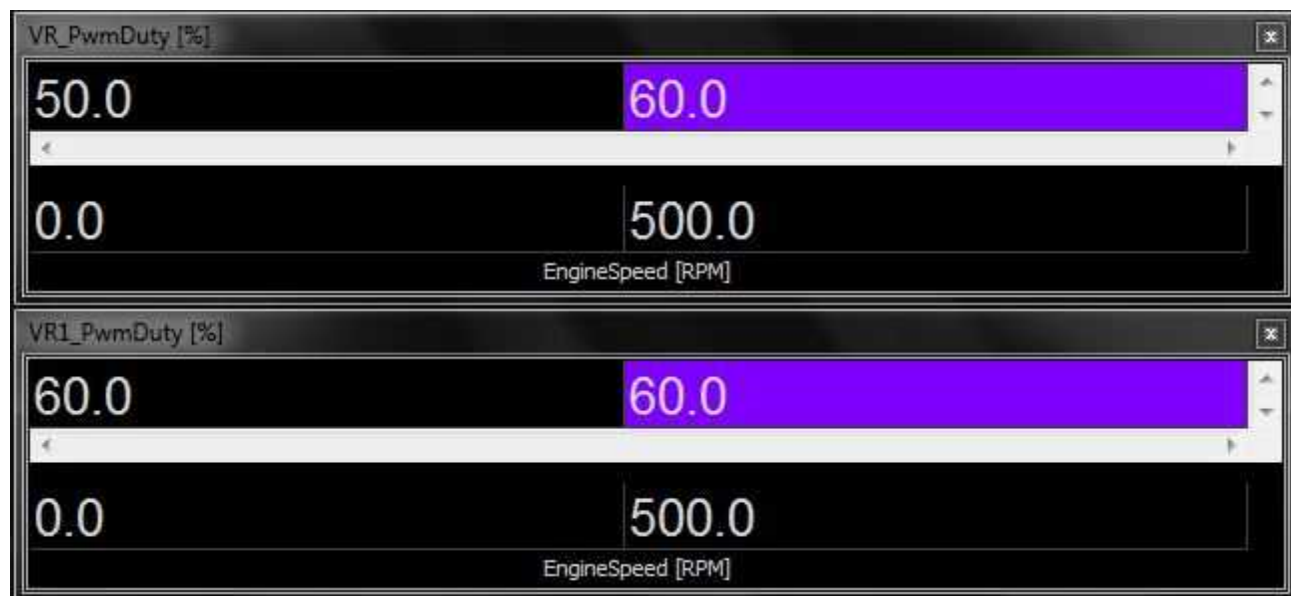 VR_PwmDuty [%]
50.0 60.0
0.0 500.0
EngineSpeed [RPM]
VR1_PwmDuty [%]
60.0 60.0
0.0 500.0
EngineSpeed [RPM]